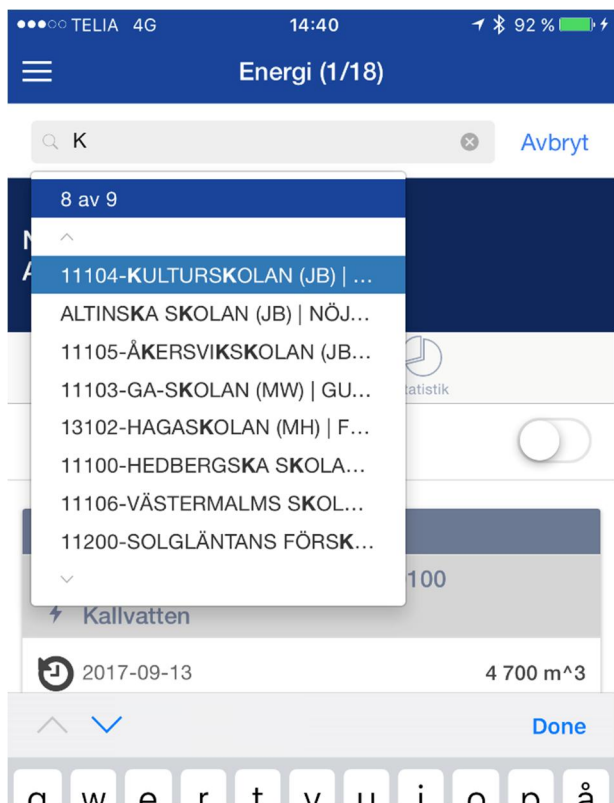 TELIA 4G 14:40 92 %
Energi (1/18)
K Avbryt
8 av 9
11104-KULTURSKOLAN (JB) | ...
ALTINSKA SKOLAN (JB) | NÖJ...
11105-ÅKERSVIKSKOLAN (JB...
11103-GA-SKOLAN (MW) | GU...
tatistik
13102-HAGASKOLAN (MH) | F...
11100-HEDBERGSKA SKOLA...
11106-VÄSTERMALMS SKOL...
11200-SOLGLÄNTANS FÖRSK...
100
Kallvatten
2017-09-13 4 700 m^3
Done
q w e r t y u i o p å